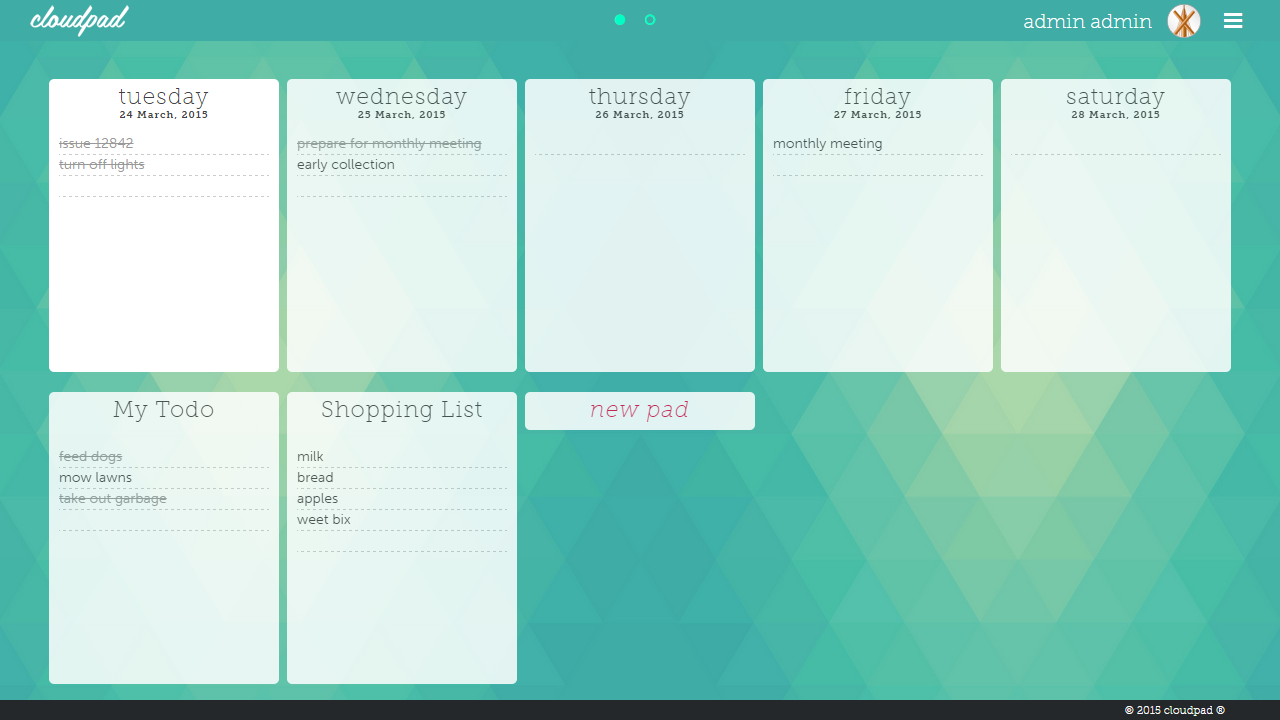 cloudpad
admin admin
tuesday
24 March, 2015
issue 12842
turn off lights
wednesday
25 March, 2015
prepare for monthly meeting
early collection
thursday
26 March, 2015
friday
27 March, 2015
monthly meeting
saturday
28 March, 2015
My Todo
feed dogs
mow lawns
take out garbage
Shopping List
milk
bread
apples
weet bix
new pad
© 2015 cloudpad ®